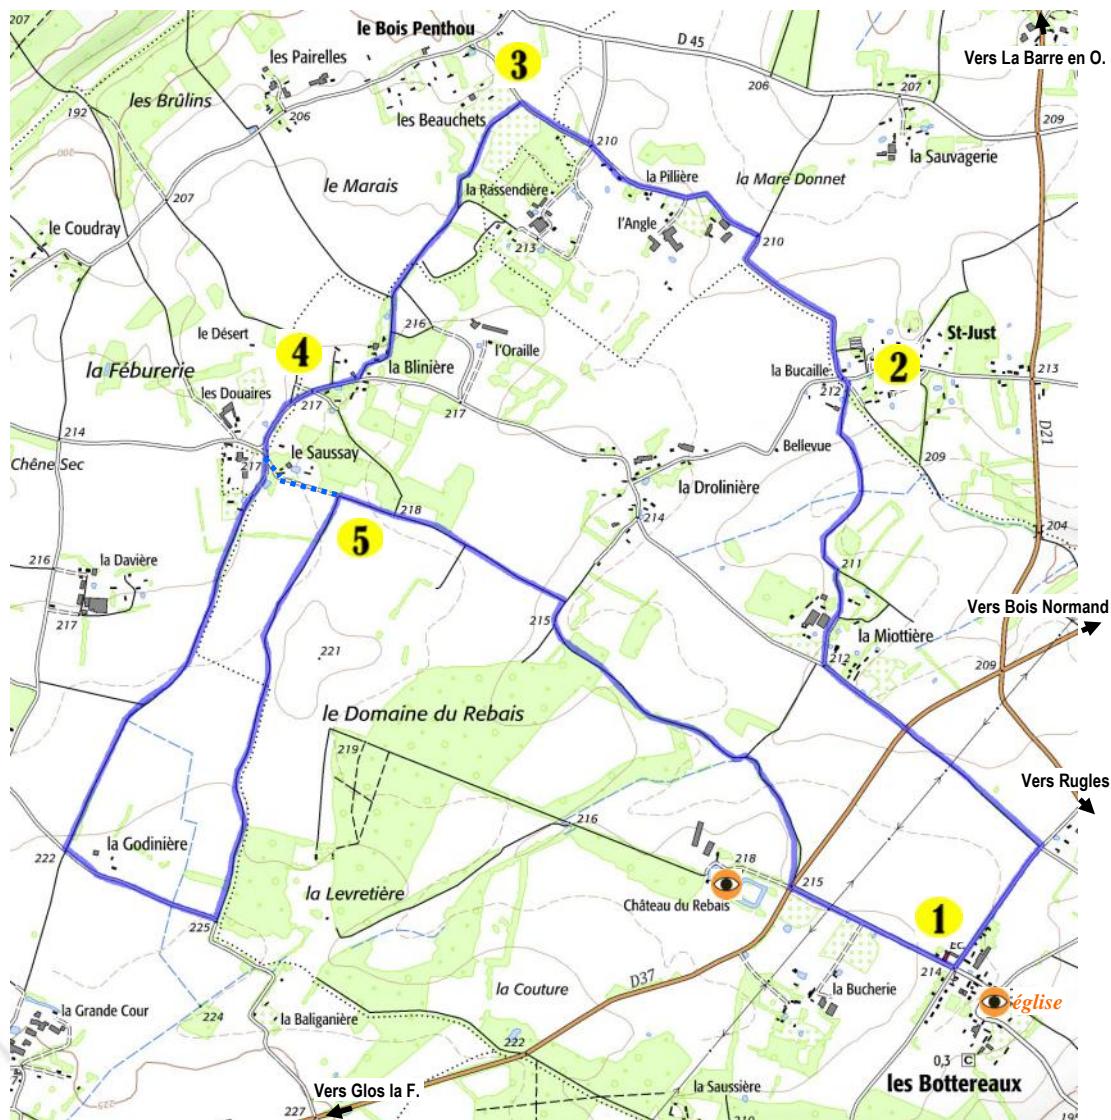 207
207
le Bois Penthou
D 45
Vers La Barre en O.
les Pairelles
3
206
207
les Brûlins
192
206
les Beauchets
209
210
la Sauvagerie
200
le Marais
la Rassendière
la Pillière
la Mare Donnet
207
le Coudray
l'Angle
213
210
le Désert
216
l'Oraille
St-Just
4
2
la Féburerie
la Blinière
la Bucaille
213
les Douaires
217
217
212
D21
214
Chêne Sec
217
le Saussay
Bellevue
209
la Drolinière
218
214
204
5
216
la Davière
211
217
215
Vers Bois Normand
la Miottière
221
212
209
le Domaine du Rebais
219
Vers Rugles
216
la Godinière
222
218
215
la Levretière
Château du Rebais
1
225
214
D37
la Couture
la Bucherie
église
la Grande Cour
224
la Baliganière
222
0,3 C
les Bottereaux
la Saussière
Vers Glos la F.
227
225